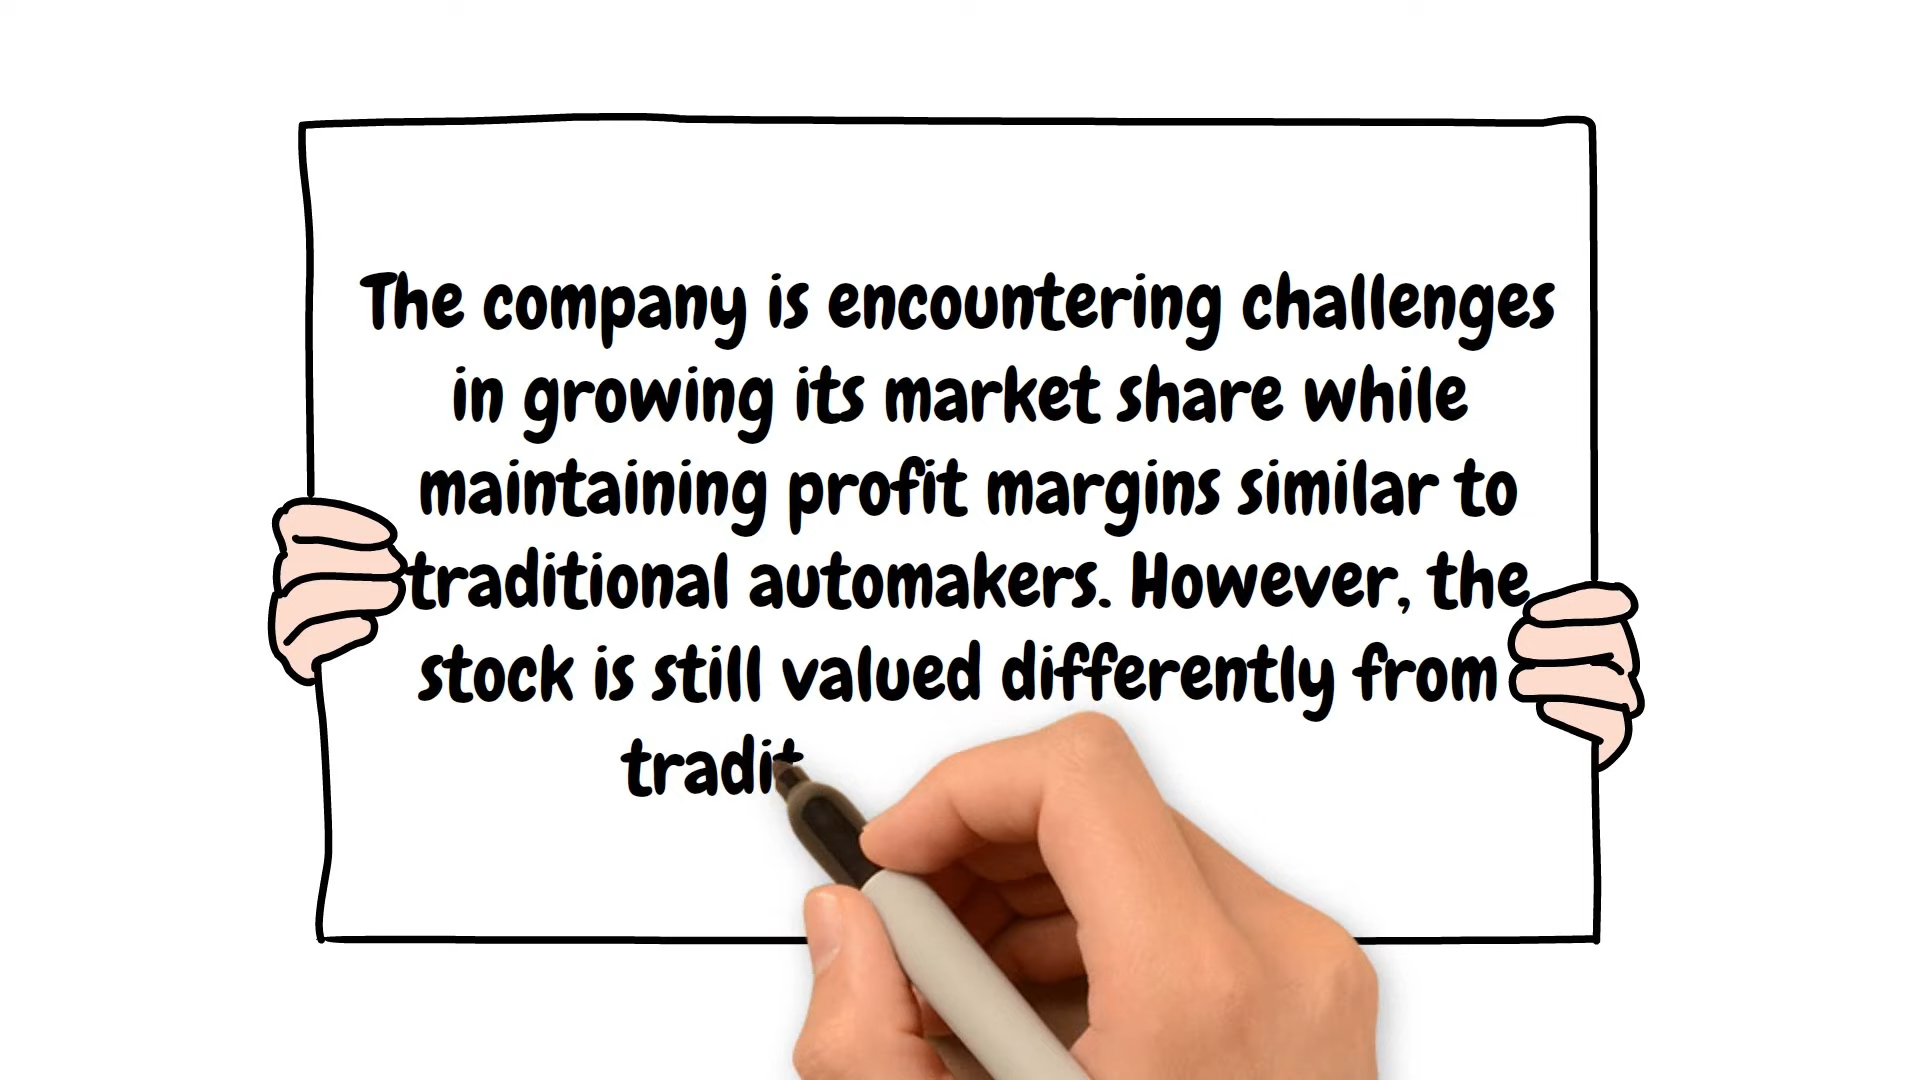 The company is encountering challenges
in growing its market share while
maintaining profit margins similar to
traditional automakers. However, the
stock is still valued differently from
tradit